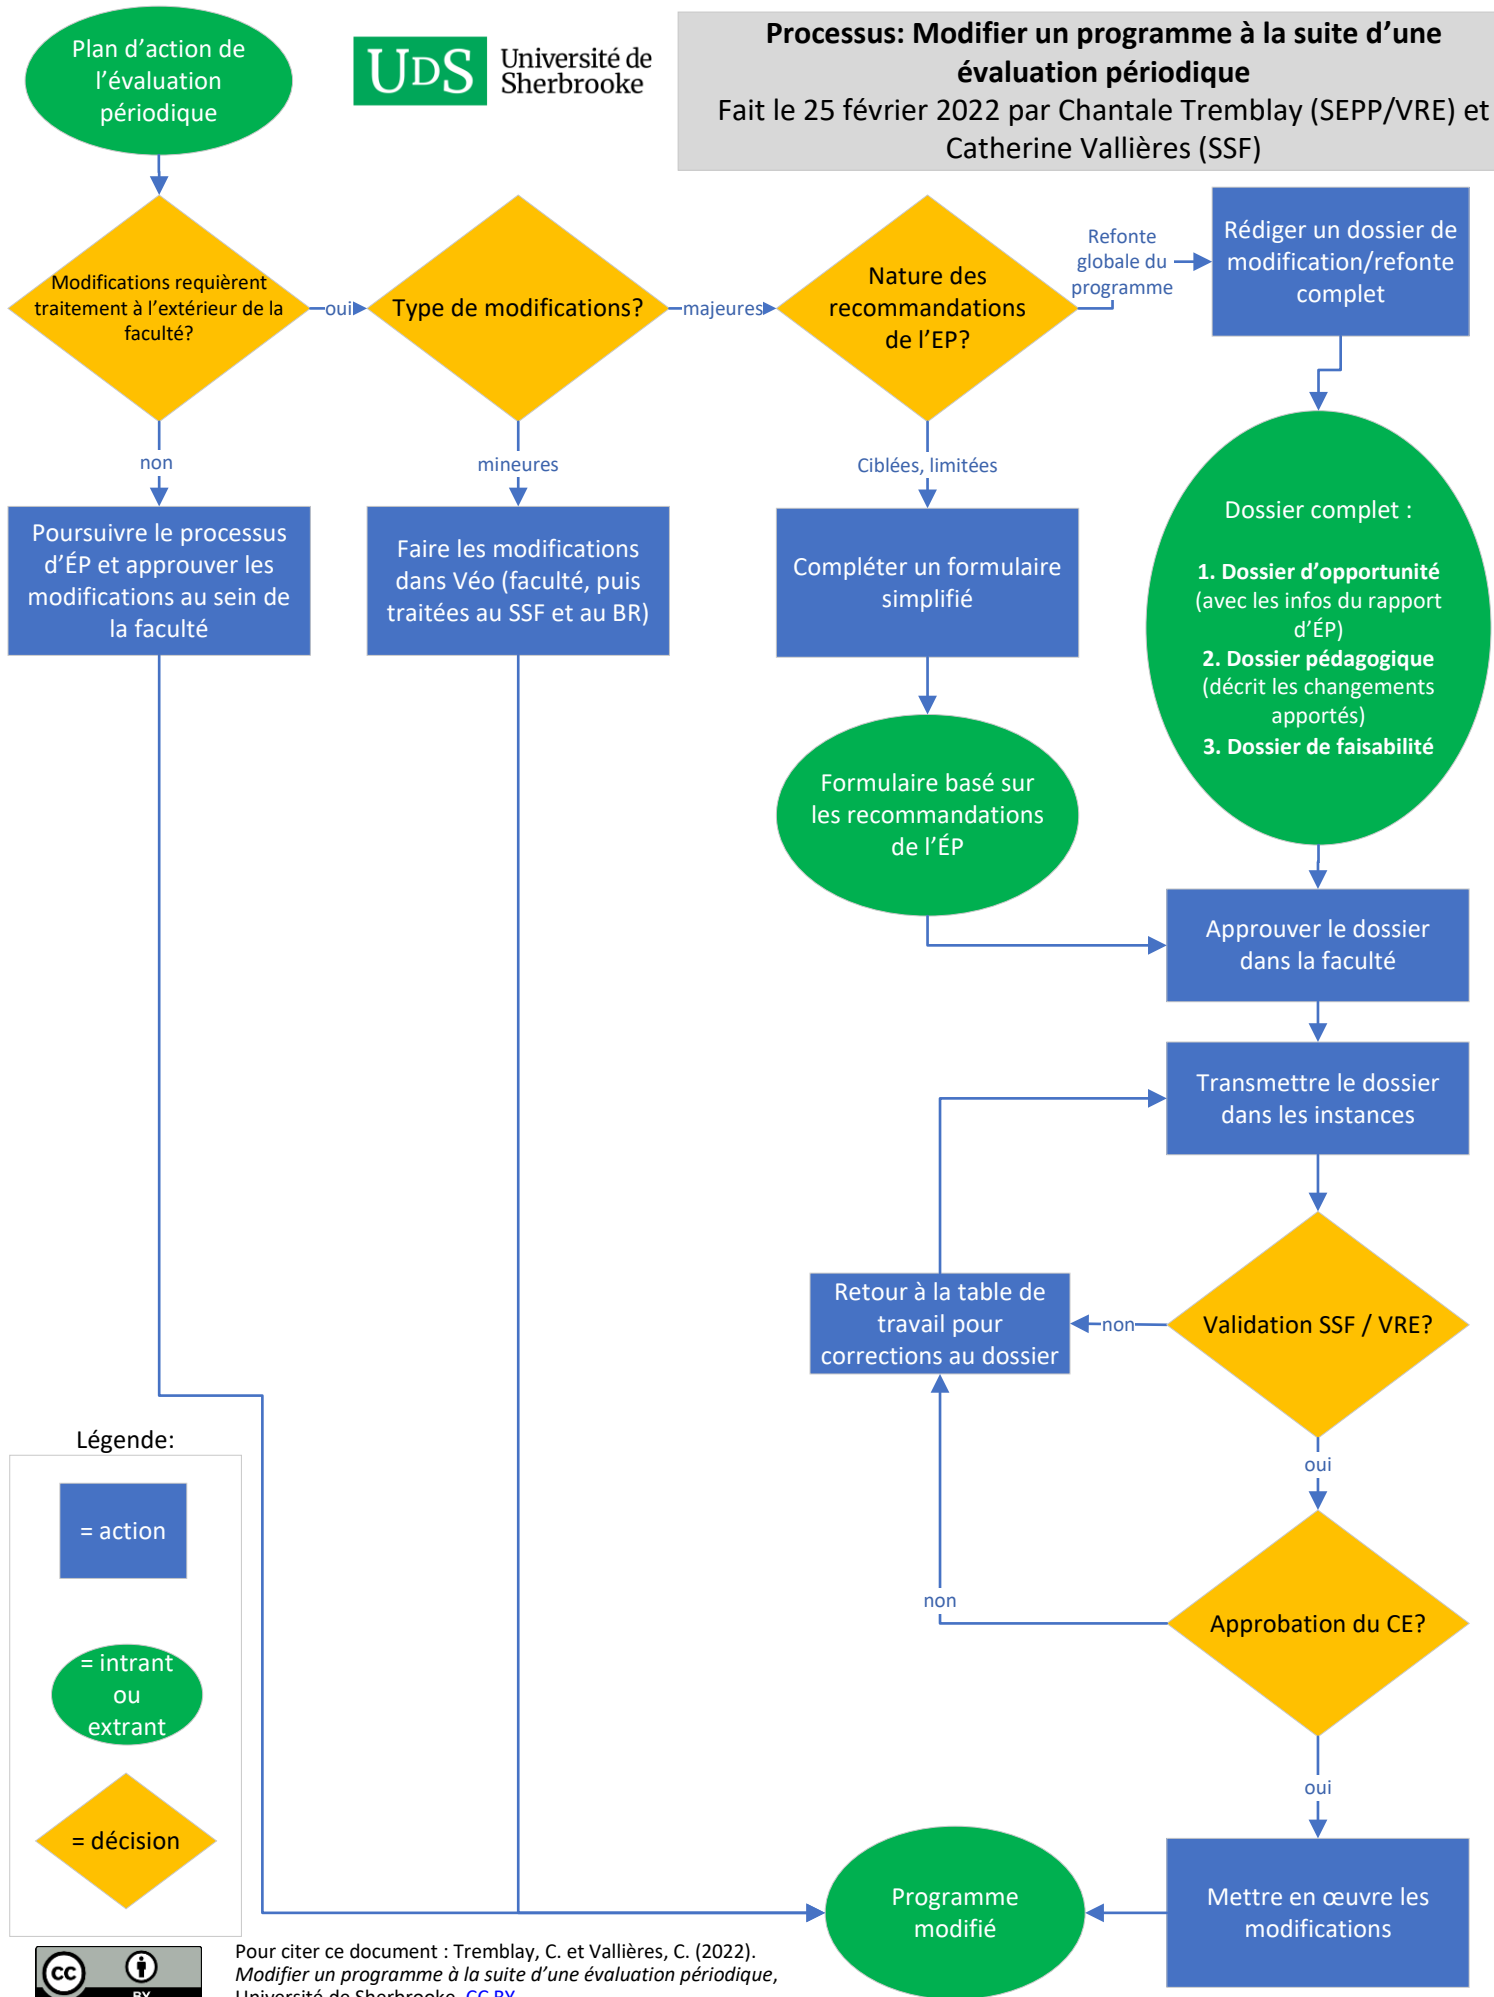 Plan d’action de
l’évaluation
périodique
UDS
Université de
Sherbrooke
Processus: Modifier un programme à la suite d’une
évaluation périodique
Fait le 25 février 2022 par Chantale Tremblay (SEPP/VRE) et
Catherine Vallières (SSF)
Modifications requièrent
traitement à l’extérieur de la
faculté?
oui
Type de modifications?
majeures
Nature des
recommandations
de l’EP?
Refonte
globale du
programme
Rédiger un dossier de
modification/refonte
complet
non
mineures
Ciblées, limitées
Poursuivre le processus
d’ÉP et approuver les
modifications au sein de
la faculté
Faire les modifications
dans Véo (faculté, puis
traitées au SSF et au BR)
Compléter un formulaire
simplifié
Dossier complet :
1. Dossier d’opportunité
(avec les infos du rapport
d’ÉP)
2. Dossier pédagogique
(décrit les changements
apportés)
3. Dossier de faisabilité
Formulaire basé sur
les recommandations
de l’ÉP
Approuver le dossier
dans la faculté
Transmettre le dossier
dans les instances
Retour à la table de
travail pour
corrections au dossier
non
Validation SSF / VRE?
oui
non
Approbation du CE?
oui
Mettre en œuvre les
modifications
Programme
modifié
Légende:
= action
= intrant
ou
extrant
= décision
cc
BY
Pour citer ce document : Tremblay, C. et Vallières, C. (2022).
Modifier un programme à la suite d’une évaluation périodique,
Université de Sherbrooke. CC BY